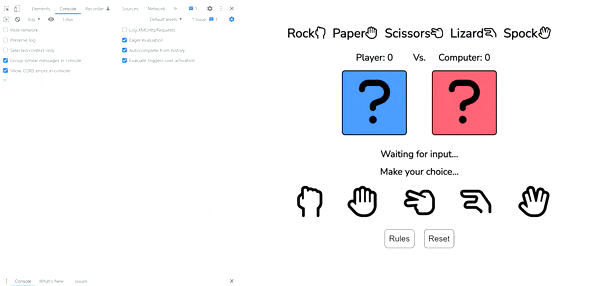 Elements Console Recorder Sources Network »
top Filter Default levels 1 Issue
Hide network
Log XMLHttpRequests
Preserve log
Eager evaluation
Selected context only
Autocomplete from history
Group similar messages in console
Evaluate triggers user activation
Show CORS errors in console
Console What's New Issues
Rock Paper Scissors Lizard Spock
Player: 0 Vs. Computer: 0
? ?
Waiting for input...
Make your choice...
Rules Reset